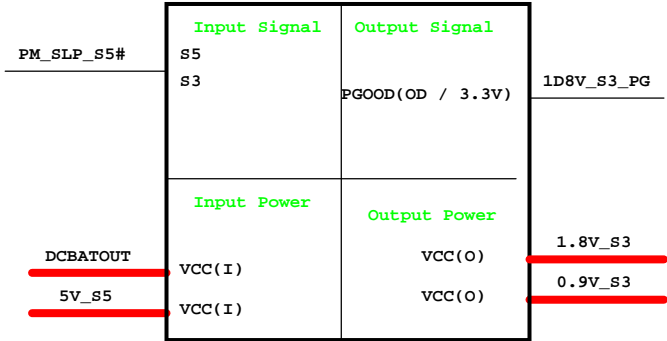 Input Signal
Output Signal
PM_SLP_S5#
S5
S3
PGOOD(OD / 3.3V)
1D8V_S3_PG
Input Power
Output Power
DCBATOUT
VCC(I)
VCC(O)
1.8V_S3
5V_S5
VCC(I)
VCC(O)
0.9V_S3